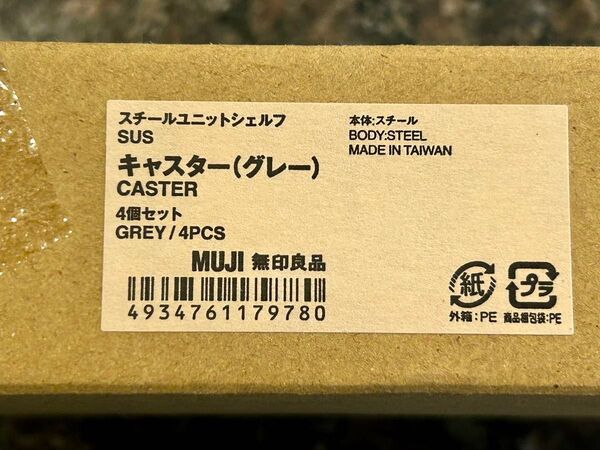 スチールユニットシェルフ
SUS
キャスター(グレー)
CASTER
4個セット
GREY/4PCS
本体:スチール
BODY:STEEL
MADE IN TAIWAN
MUJI 無印良品
4934761179780
紙
外箱:PE
プラ
商品梱包袋:PE